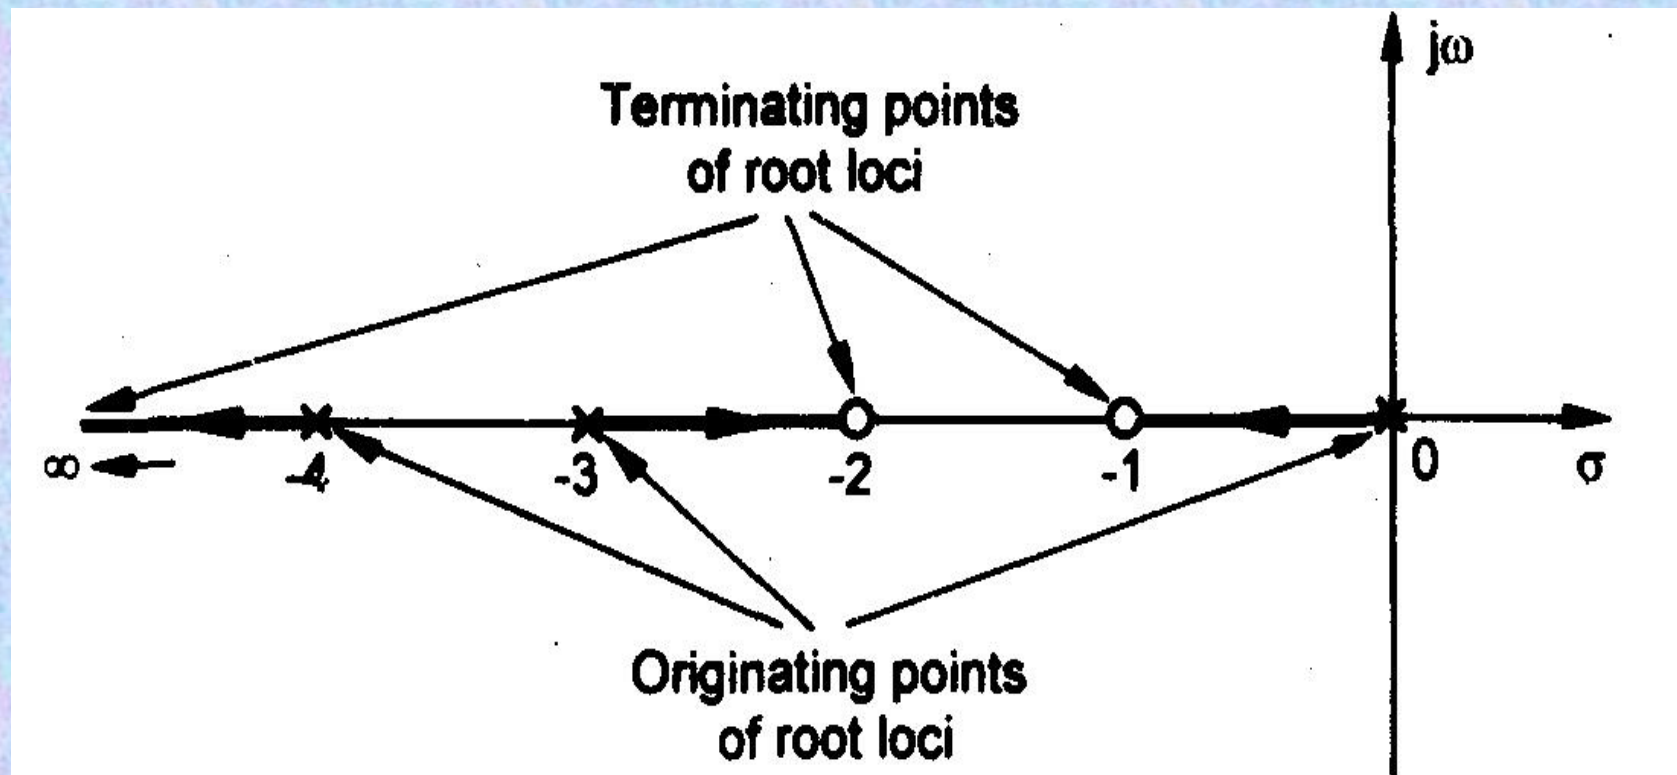 jω
Terminating points
of root loci
∞ -4 -3 -2 -1 0 σ
Originating points
of root loci